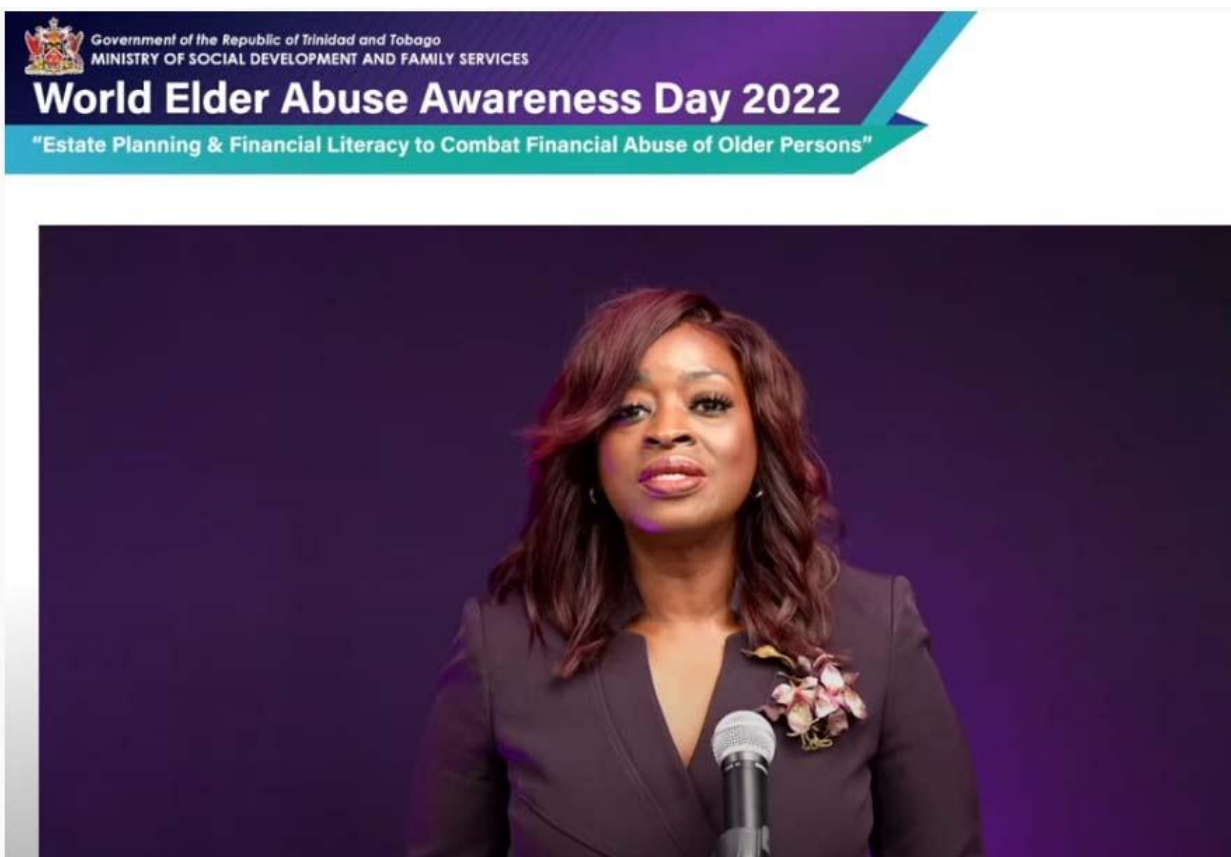 Government of the Republic of Trinidad and Tobago
MINISTRY OF SOCIAL DEVELOPMENT AND FAMILY SERVICES
World Elder Abuse Awareness Day 2022
"Estate Planning & Financial Literacy to Combat Financial Abuse of Older Persons"